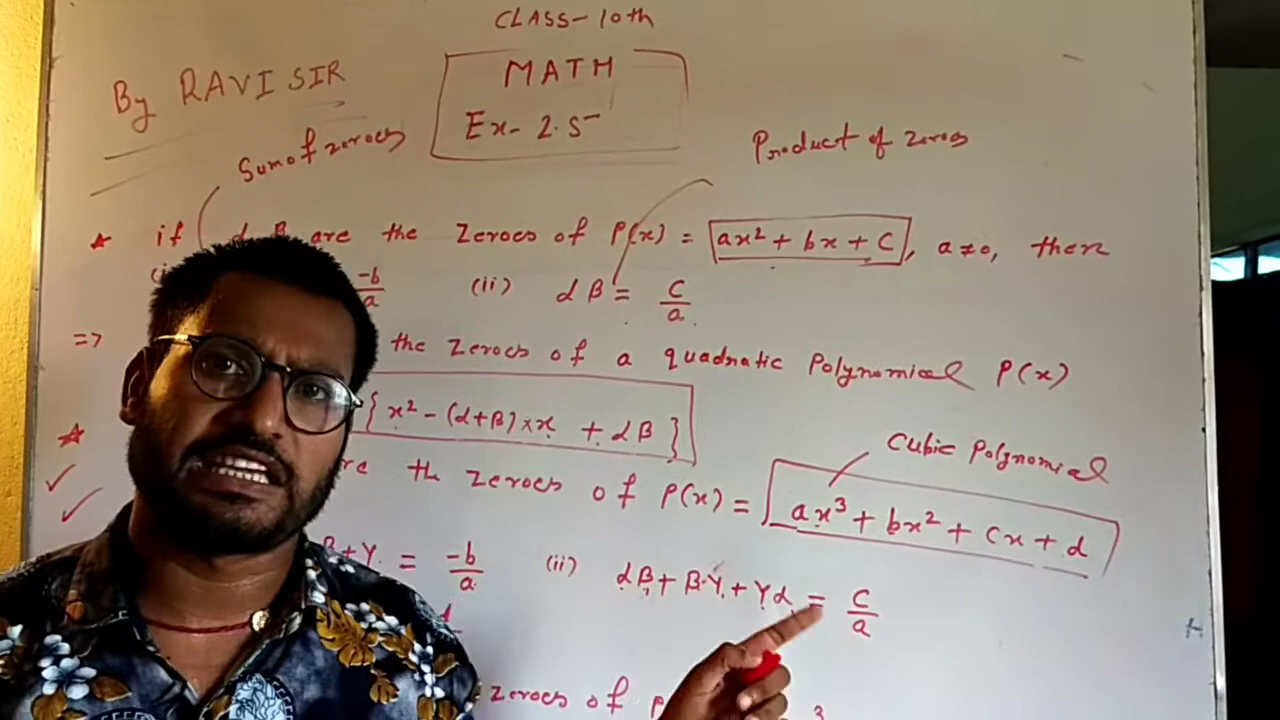 CLASS-10th
By RAVI SIR
MATH
Ex- 2.5
Sum of zeroes
Product of zeroes
★ if α β are the zeroes of P(x) = ax² + bx + c, a≠0, then
-b/a (ii) αβ = c/a
=> the zeroes of a quadratic Polynomial P(x)
{ x² - (α+β)×x + αβ }
Cubic Polynomial
★ are the zeroes of P(x) = ax³ + bx² + cx + d
β+γ = -b/a (ii) αβ + βγ + γα = c/a
zeroes of P